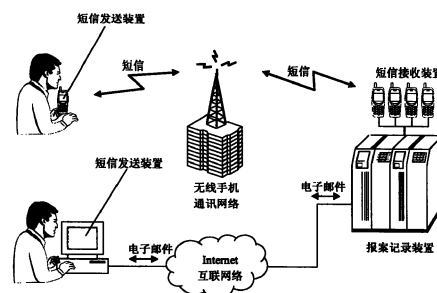 短信发送装置
短信
短信
短信接收装置
无线手机
通讯网络
短信发送装置
电子邮件
报案记录装置
电子邮件
Internet
互联网络